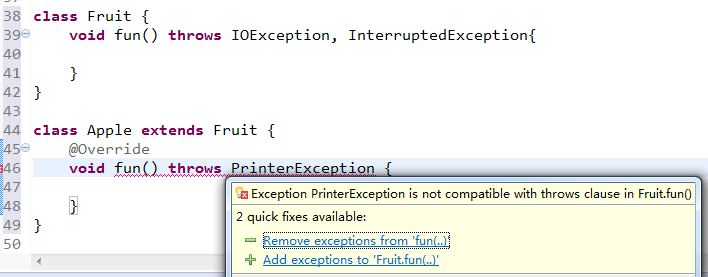 38 class Fruit {
39 void fun() throws IOException, InterruptedException{
40
41 }
42 }
43
44 class Apple extends Fruit {
45 @Override
46 void fun() throws PrinterException {
47
48 }
49 }
50
Exception PrinterException is not compatible with throws clause in Fruit.fun()
2 quick fixes available:
Remove exceptions from 'fun(..)'
Add exceptions to 'Fruit.fun(..)'